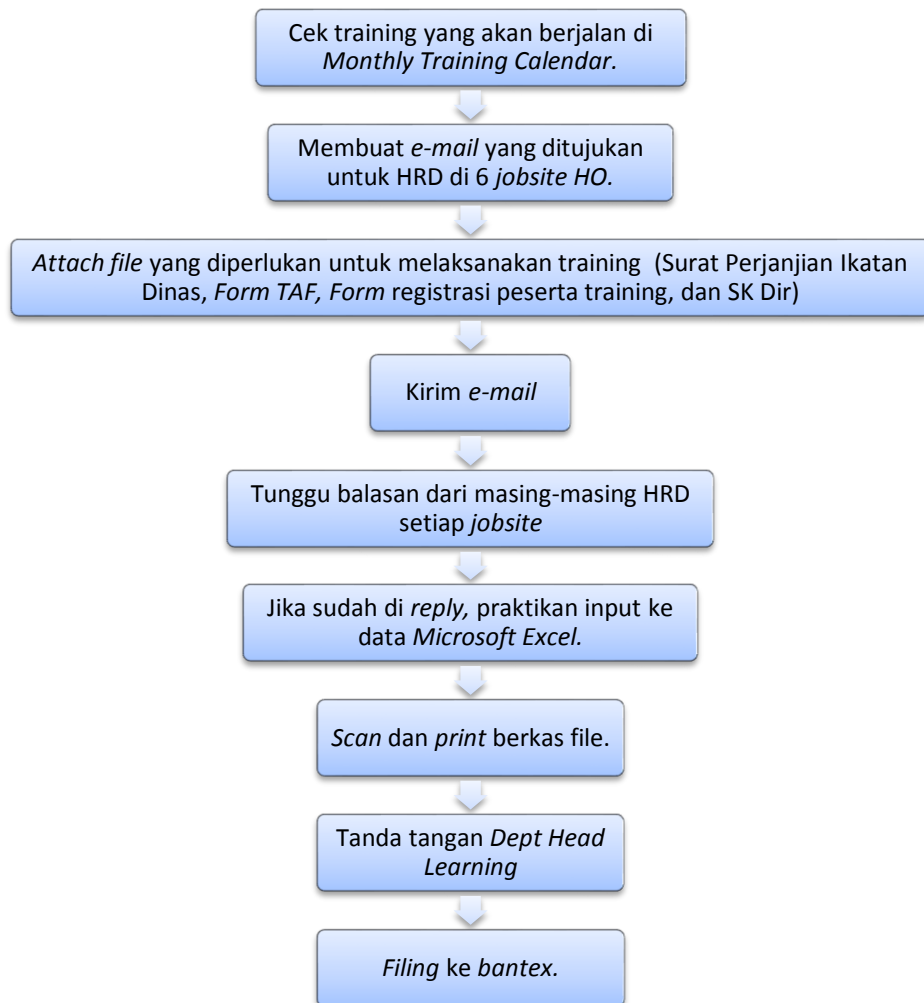 Cek training yang akan berjalan di
Monthly Training Calendar.
Membuat e-mail yang ditujukan
untuk HRD di 6 jobsite HO.
Attach file yang diperlukan untuk melaksanakan training (Surat Perjanjian Ikatan
Dinas, Form TAF, Form registrasi peserta training, dan SK Dir)
Kirim e-mail
Tunggu balasan dari masing-masing HRD
setiap jobsite
Jika sudah di reply, praktikan input ke
data Microsoft Excel.
Scan dan print berkas file.
Tanda tangan Dept Head
Learning
Filing ke bantex.